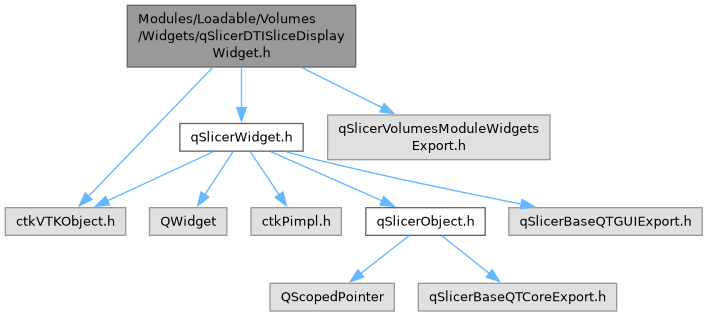 Modules/Loadable/Volumes
/Widgets/qSlicerDTISliceDisplay
Widget.h
qSlicerWidget.h
qSlicerVolumesModuleWidgets
Export.h
ctkVTKObject.h
QWidget
ctkPimpl.h
qSlicerObject.h
qSlicerBaseQTGUIExport.h
QScopedPointer
qSlicerBaseQTCoreExport.h